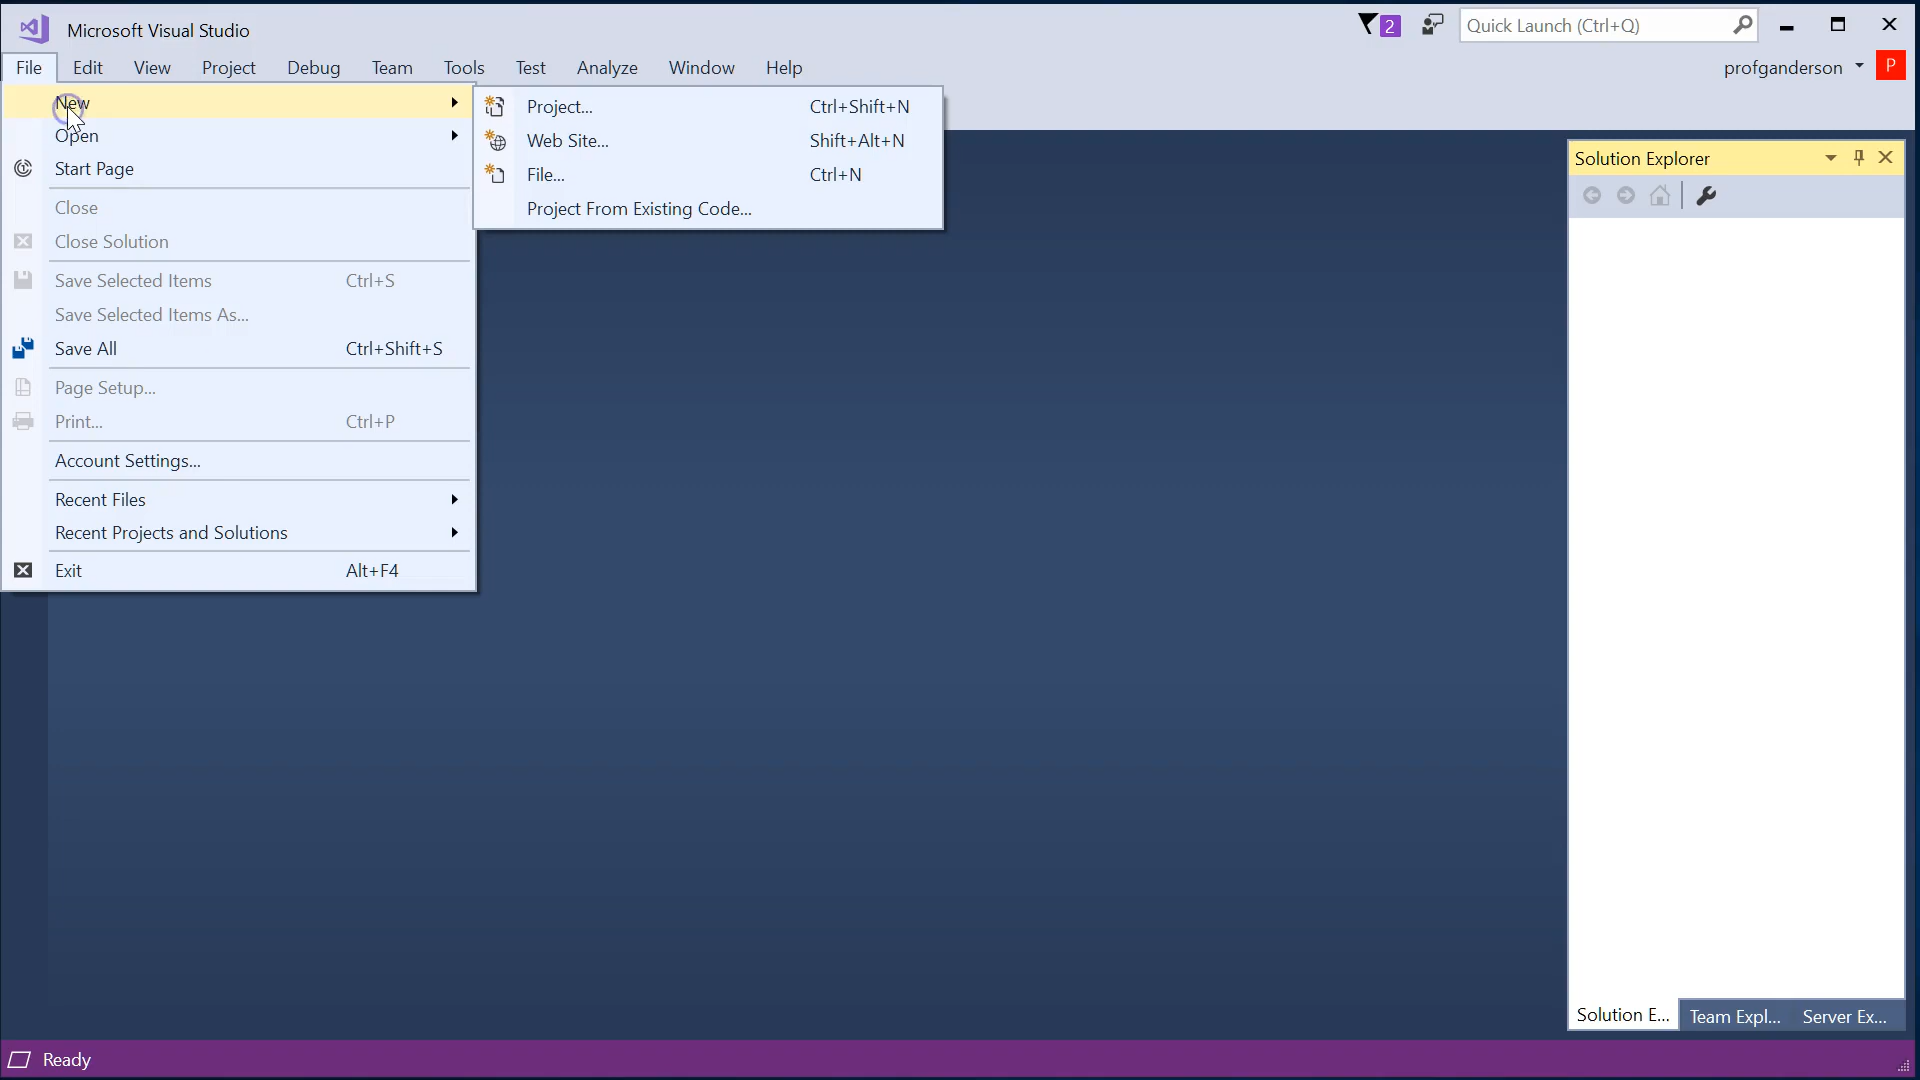 Microsoft Visual Studio
2
Quick Launch (Ctrl+Q)
File Edit View Project Debug Team Tools Test Analyze Window Help
profganderson P
New
Open
Start Page
Close
Close Solution
Save Selected Items Ctrl+S
Save Selected Items As...
Save All Ctrl+Shift+S
Page Setup...
Print... Ctrl+P
Account Settings...
Recent Files
Recent Projects and Solutions
Exit Alt+F4
Project... Ctrl+Shift+N
Web Site... Shift+Alt+N
File... Ctrl+N
Project From Existing Code...
Solution Explorer
Solution E... Team Expl... Server Ex...
Ready